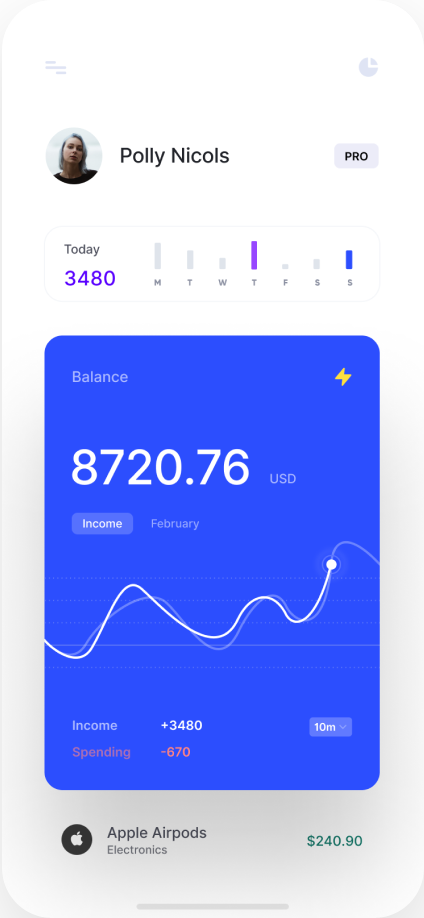 Polly Nicols
PRO
Today
3480
M T W T F S S
Balance
8720.76 USD
Income February
Income +3480 10m
Spending -670
Apple Airpods
Electronics
$240.90